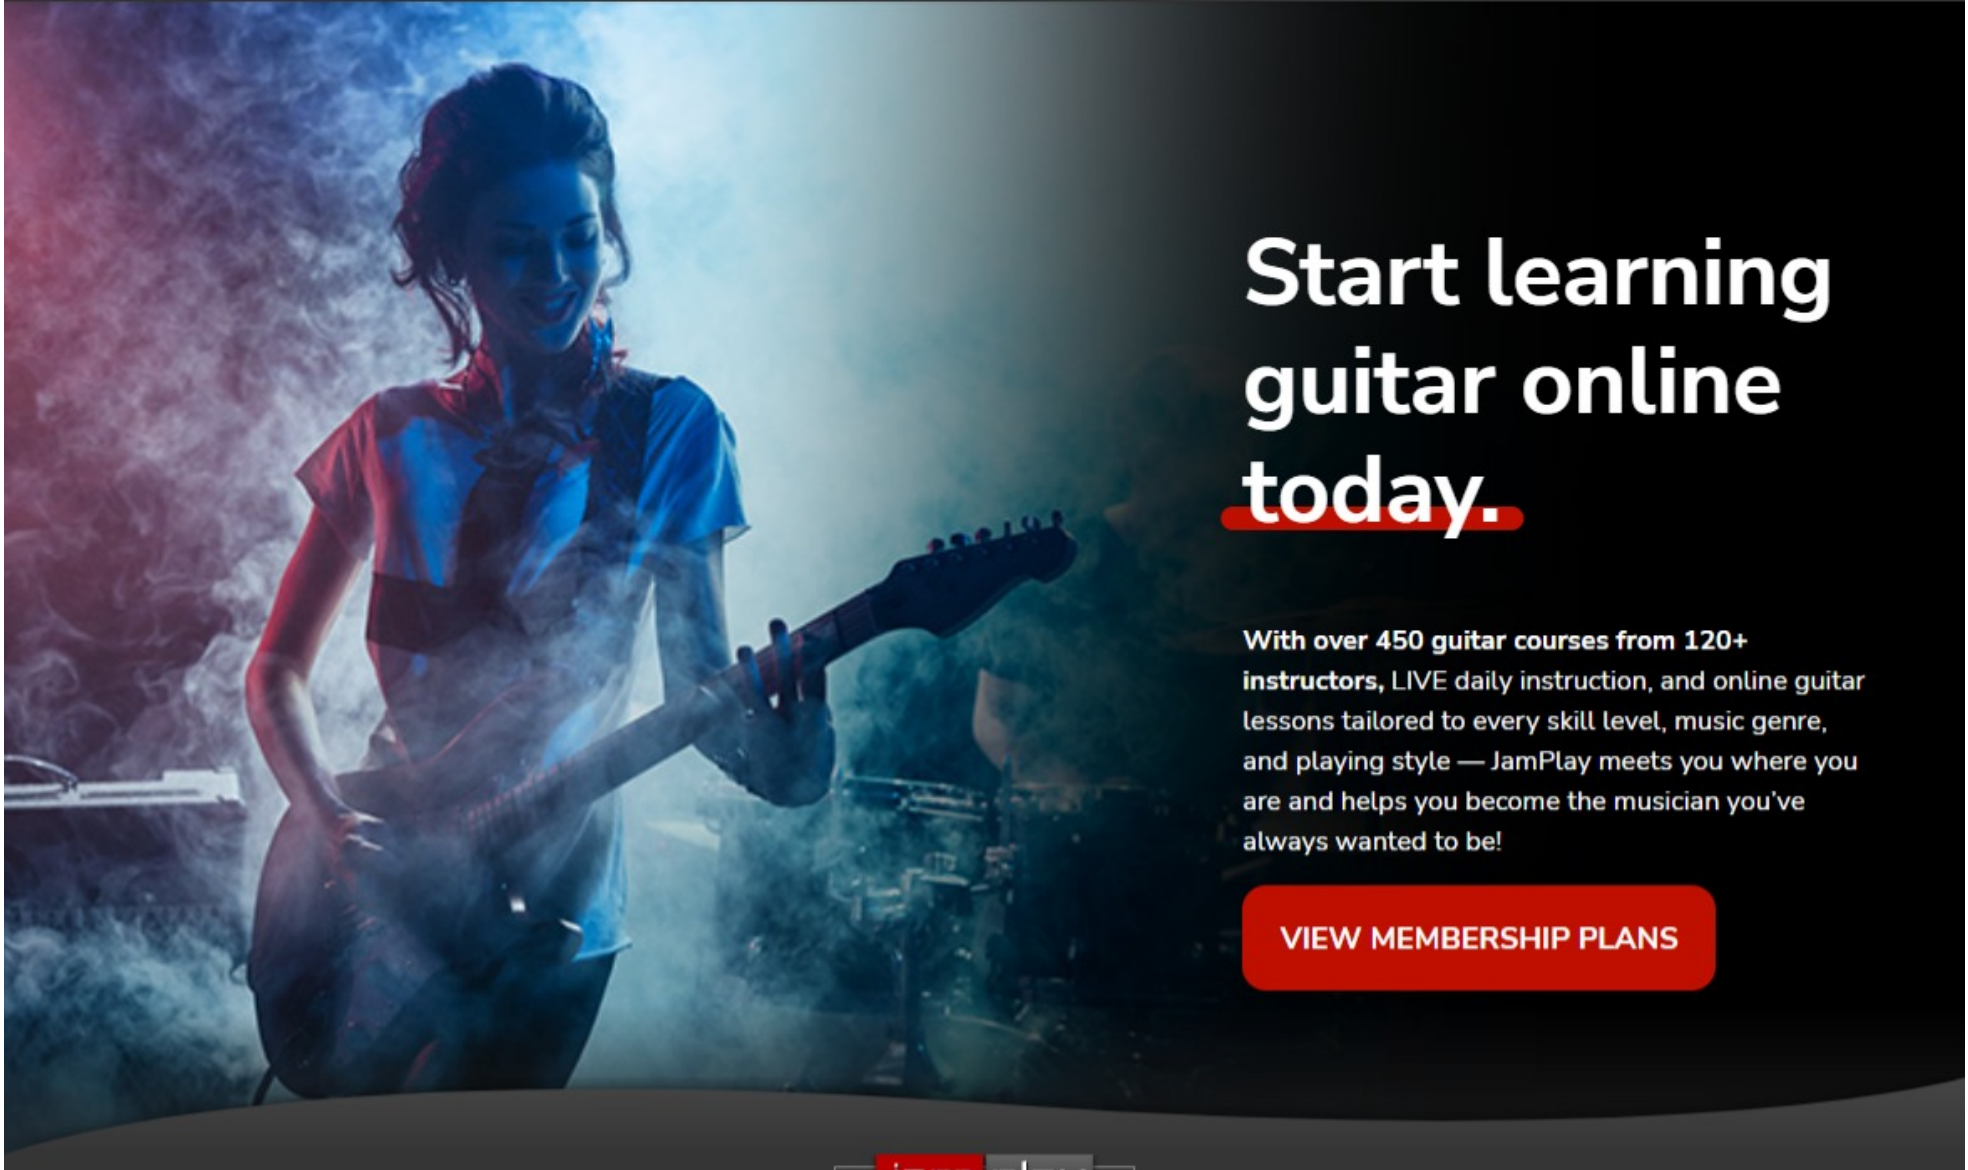 Start learning
guitar online
today.
With over 450 guitar courses from 120+
instructors, LIVE daily instruction, and online guitar
lessons tailored to every skill level, music genre,
and playing style — JamPlay meets you where you
are and helps you become the musician you've
always wanted to be!
VIEW MEMBERSHIP PLANS